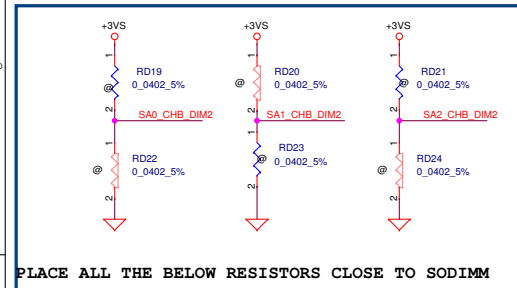 +3VS +3VS +3VS
1 1 1
RD19 RD20 RD21
0_0402_5% 0_0402_5% 0_0402_5%
@ @ @
2 2 2
SA0_CHB_DIM2 SA1_CHB_DIM2 SA2_CHB_DIM2
1 1 1
RD22 RD23 RD24
@ @ @
0_0402_5% 0_0402_5% 0_0402_5%
2 2 2
PLACE ALL THE BELOW RESISTORS CLOSE TO SODIMM